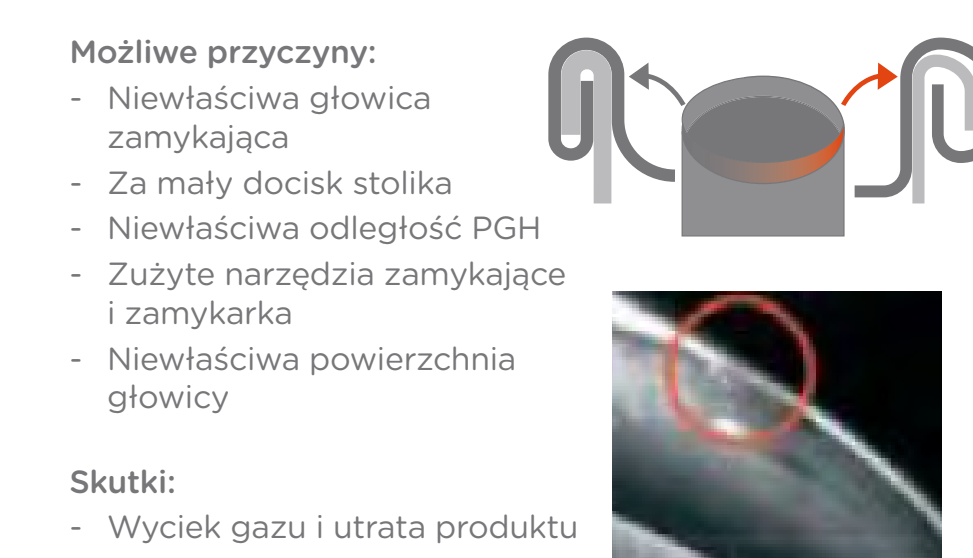 Możliwe przyczyny:
- Niewłaściwa głowica
zamykająca
- Za mały docisk stolika
- Niewłaściwa odległość PGH
- Zużyte narzędzia zamykające
i zamykarka
- Niewłaściwa powierzchnia
głowicy
Skutki:
- Wyciek gazu i utrata produktu